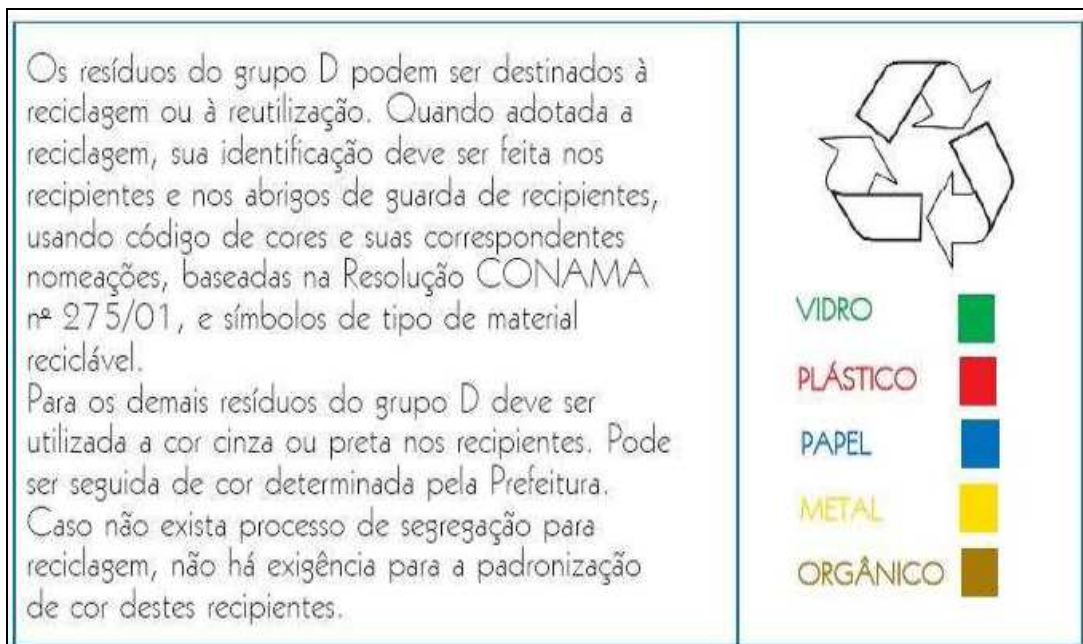 Os resíduos do grupo D podem ser destinados à
reciclagem ou à reutilização. Quando adotada a
reciclagem, sua identificação deve ser feita nos
recipientes e nos abrigos de guarda de recipientes,
usando código de cores e suas correspondentes
nomeações, baseadas na Resolução CONAMA
nº 275/01, e símbolos de tipo de material
reciclável.
Para os demais resíduos do grupo D deve ser
utilizada a cor cinza ou preta nos recipientes. Pode
ser seguida de cor determinada pela Prefeitura.
Caso não exista processo de segregação para
reciclagem, não há exigência para a padronização
de cor destes recipientes.
VIDRO
PLÁSTICO
PAPEL
METAL
ORGÂNICO